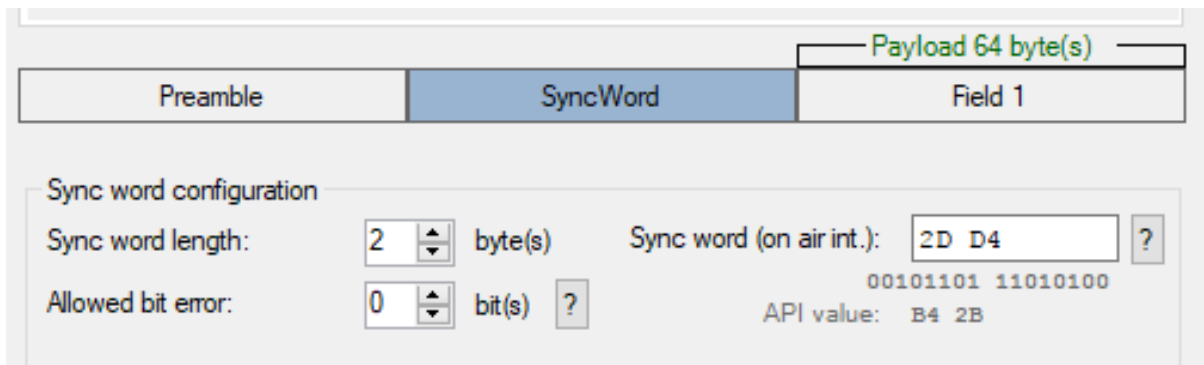 Payload 64 byte(s)
Preamble SyncWord Field 1
Sync word configuration
Sync word length: 2 byte(s) Sync word (on air int.): 2D D4 ?
00101101 11010100
Allowed bit error: 0 bit(s) ? API value: B4 2B